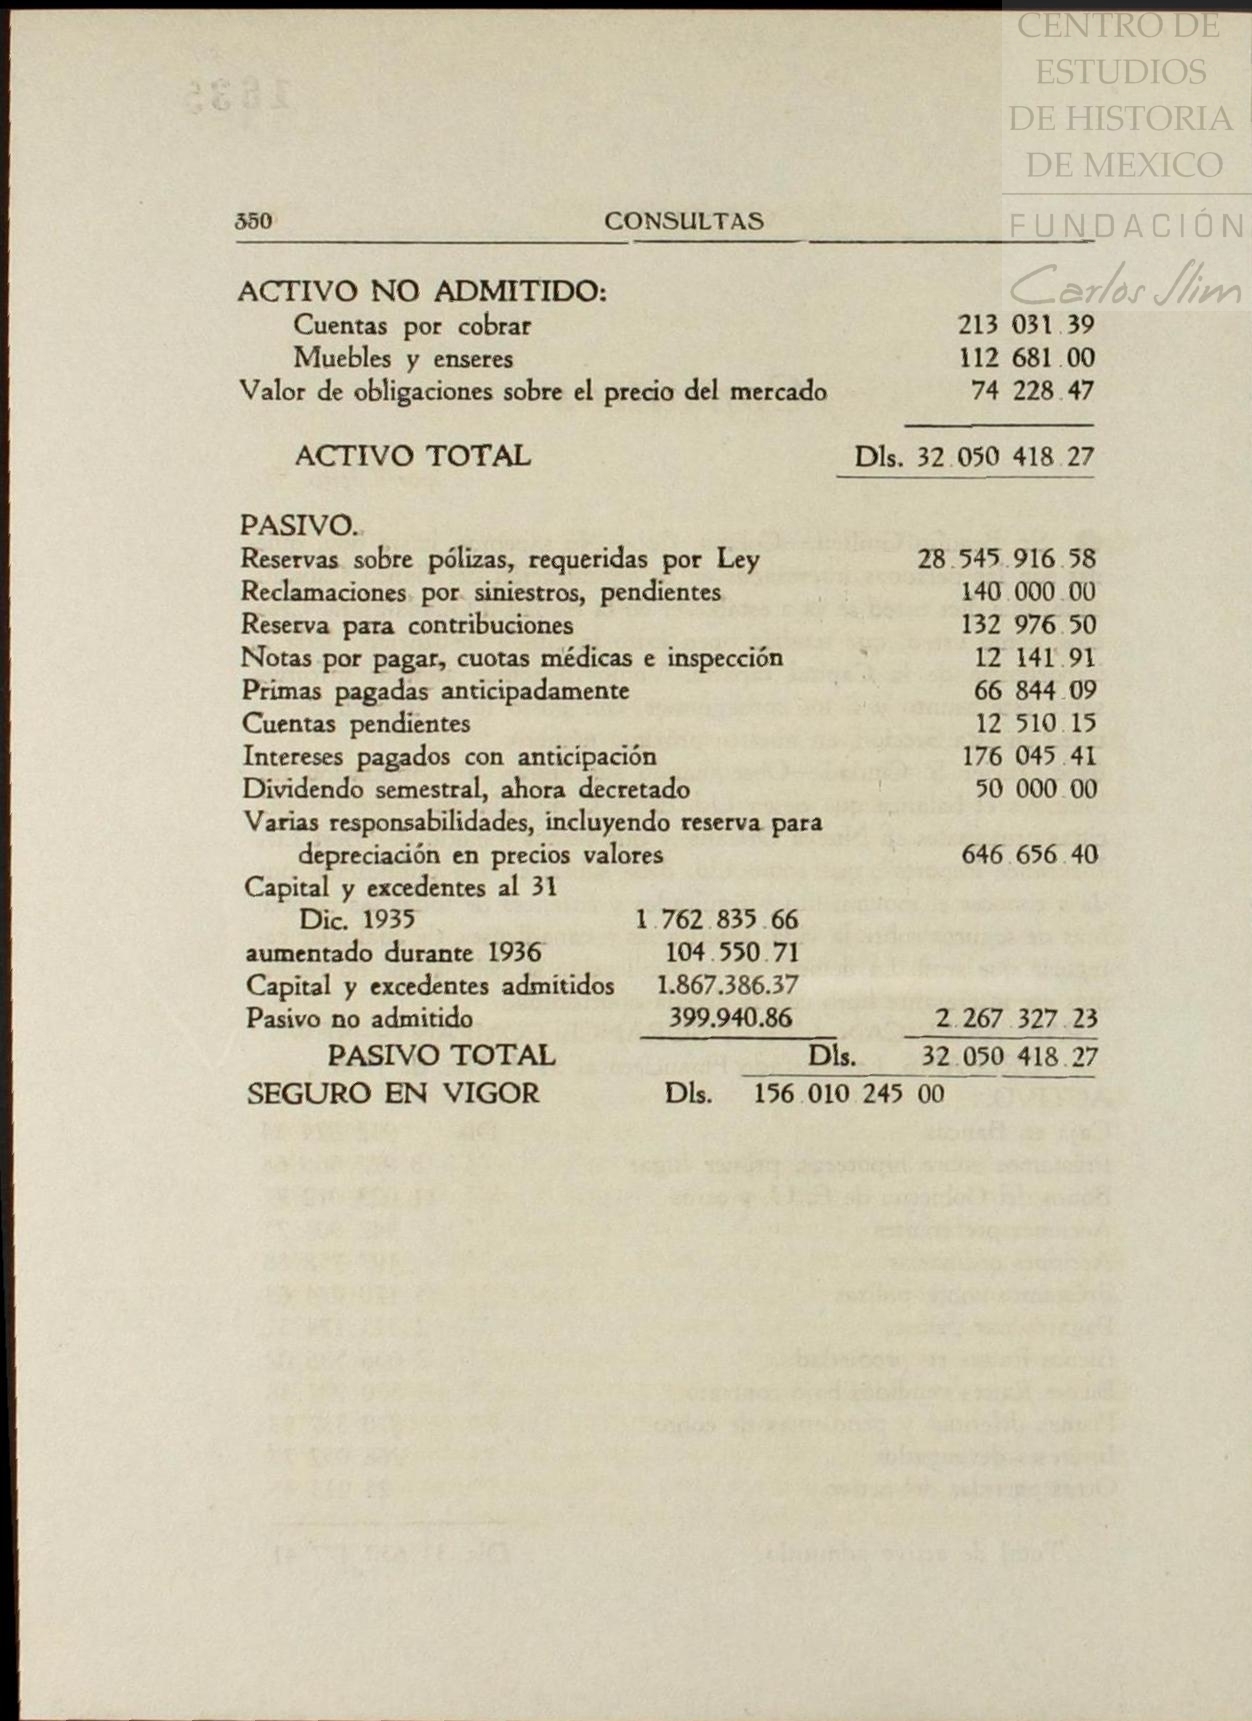 CENTRO DE
ESTUDIOS
DE HISTORIA
DE MEXICO
FUNDACIÓN
Carlos Slim
350 CONSULTAS
ACTIVO NO ADMITIDO:
Cuentas por cobrar 213 031.39
Muebles y enseres 112 681.00
Valor de obligaciones sobre el precio del mercado 74 228.47
ACTIVO TOTAL Dls. 32.050 418.27
PASIVO.
Reservas sobre pólizas, requeridas por Ley 28.545.916.58
Reclamaciones por siniestros, pendientes 140.000.00
Reserva para contribuciones 132 976.50
Notas por pagar, cuotas médicas e inspección 12 141.91
Primas pagadas anticipadamente 66 844.09
Cuentas pendientes 12 510.15
Intereses pagados con anticipación 176 045.41
Dividendo semestral, ahora decretado 50 000.00
Varias responsabilidades, incluyendo reserva para
depreciación en precios valores 646.656.40
Capital y excedentes al 31
Dic. 1935 1.762.835.66
aumentado durante 1936 104.550.71
Capital y excedentes admitidos 1.867.386.37
Pasivo no admitido 399.940.86 2.267 327.23
PASIVO TOTAL Dls. 32.050 418.27
SEGURO EN VIGOR Dls. 156.010 245 00